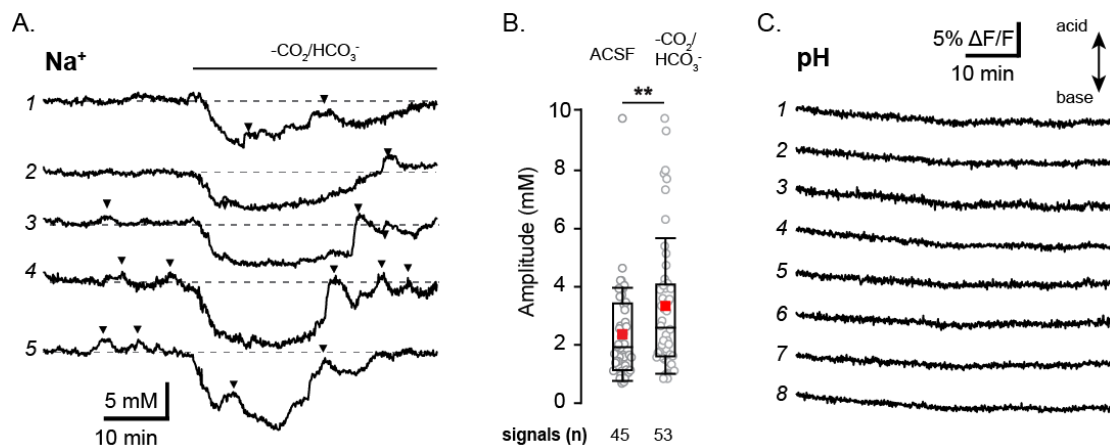 A.
-CO₂/HCO₃⁻
Na⁺
1
2
3
4
5
5 mM
10 min
B.
ACSF
-CO₂/
HCO₃⁻
**
Amplitude (mM)
10
8
6
4
2
0
signals (n) 45 53
C.
pH
5% ΔF/F
10 min
acid
base
1
2
3
4
5
6
7
8